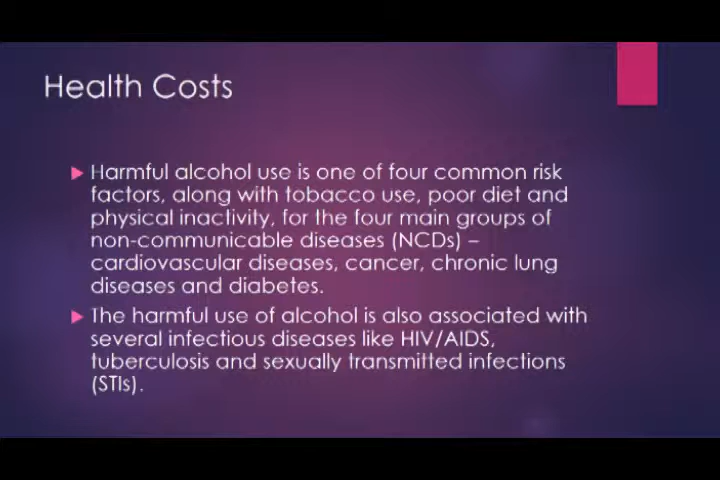 Health Costs
Harmful alcohol use is one of four common risk
factors, along with tobacco use, poor diet and
physical inactivity, for the four main groups of
non-communicable diseases (NCDs) –
cardiovascular diseases, cancer, chronic lung
diseases and diabetes.
The harmful use of alcohol is also associated with
several infectious diseases like HIV/AIDS,
tuberculosis and sexually transmitted infections
(STIs).